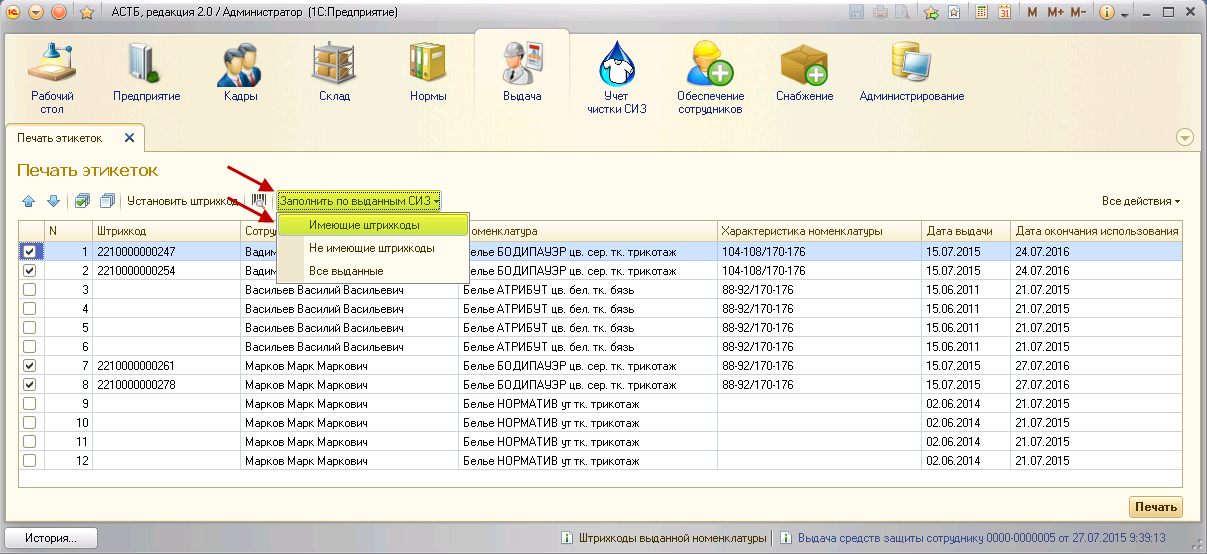 АСТБ, редакция 2.0 / Администратор (1С:Предприятие)
M M+ M-
Рабочий стол
Предприятие
Кадры
Склад
Нормы
Выдача
Учет чистки СИЗ
Обеспечение сотрудников
Снабжение
Администрирование
Печать этикеток
Печать этикеток
Установить штрихкод Заполнить по выданным СИЗ Все действия
Имеющие штрихкоды
Не имеющие штрихкоды
Все выданные
N Штрихкод Характеристика номенклатуры Дата выдачи Дата окончания использования
1 2210000000247 БОДИПАУЭР цв. сер. тк. трикотаж 104-108/170-176 15.07.2015 24.07.2016
2 2210000000254 БОДИПАУЭР цв. сер. тк. трикотаж 104-108/170-176 15.07.2015 24.07.2016
3 Васильев Василий Васильевич Белье АТРИБУТ цв. бел. тк. бязь 88-92/170-176 15.06.2011 21.07.2015
4 Васильев Василий Васильевич Белье АТРИБУТ цв. бел. тк. бязь 88-92/170-176 15.06.2011 21.07.2015
5 Васильев Василий Васильевич Белье АТРИБУТ цв. бел. тк. бязь 88-92/170-176 15.06.2011 21.07.2015
6 Васильев Василий Васильевич Белье АТРИБУТ цв. бел. тк. бязь 88-92/170-176 15.06.2011 21.07.2015
7 2210000000261 Марков Марк Маркович Белье БОДИПАУЭР цв. сер. тк. трикотаж 88-92/170-176 15.07.2015 27.07.2016
8 2210000000278 Марков Марк Маркович Белье БОДИПАУЭР цв. сер. тк. трикотаж 88-92/170-176 15.07.2015 27.07.2016
9 Марков Марк Маркович Белье НОРМАТИВ ут тк. трикотаж 02.06.2014 21.07.2015
10 Марков Марк Маркович Белье НОРМАТИВ ут тк. трикотаж 02.06.2014 21.07.2015
11 Марков Марк Маркович Белье НОРМАТИВ ут тк. трикотаж 02.06.2014 21.07.2015
12 Марков Марк Маркович Белье НОРМАТИВ ут тк. трикотаж 02.06.2014 21.07.2015
Печать
История... Штрихкоды выданной номенклатуры Выдача средств защиты сотруднику 0000-0000005 от 27.07.2015 9:39:13